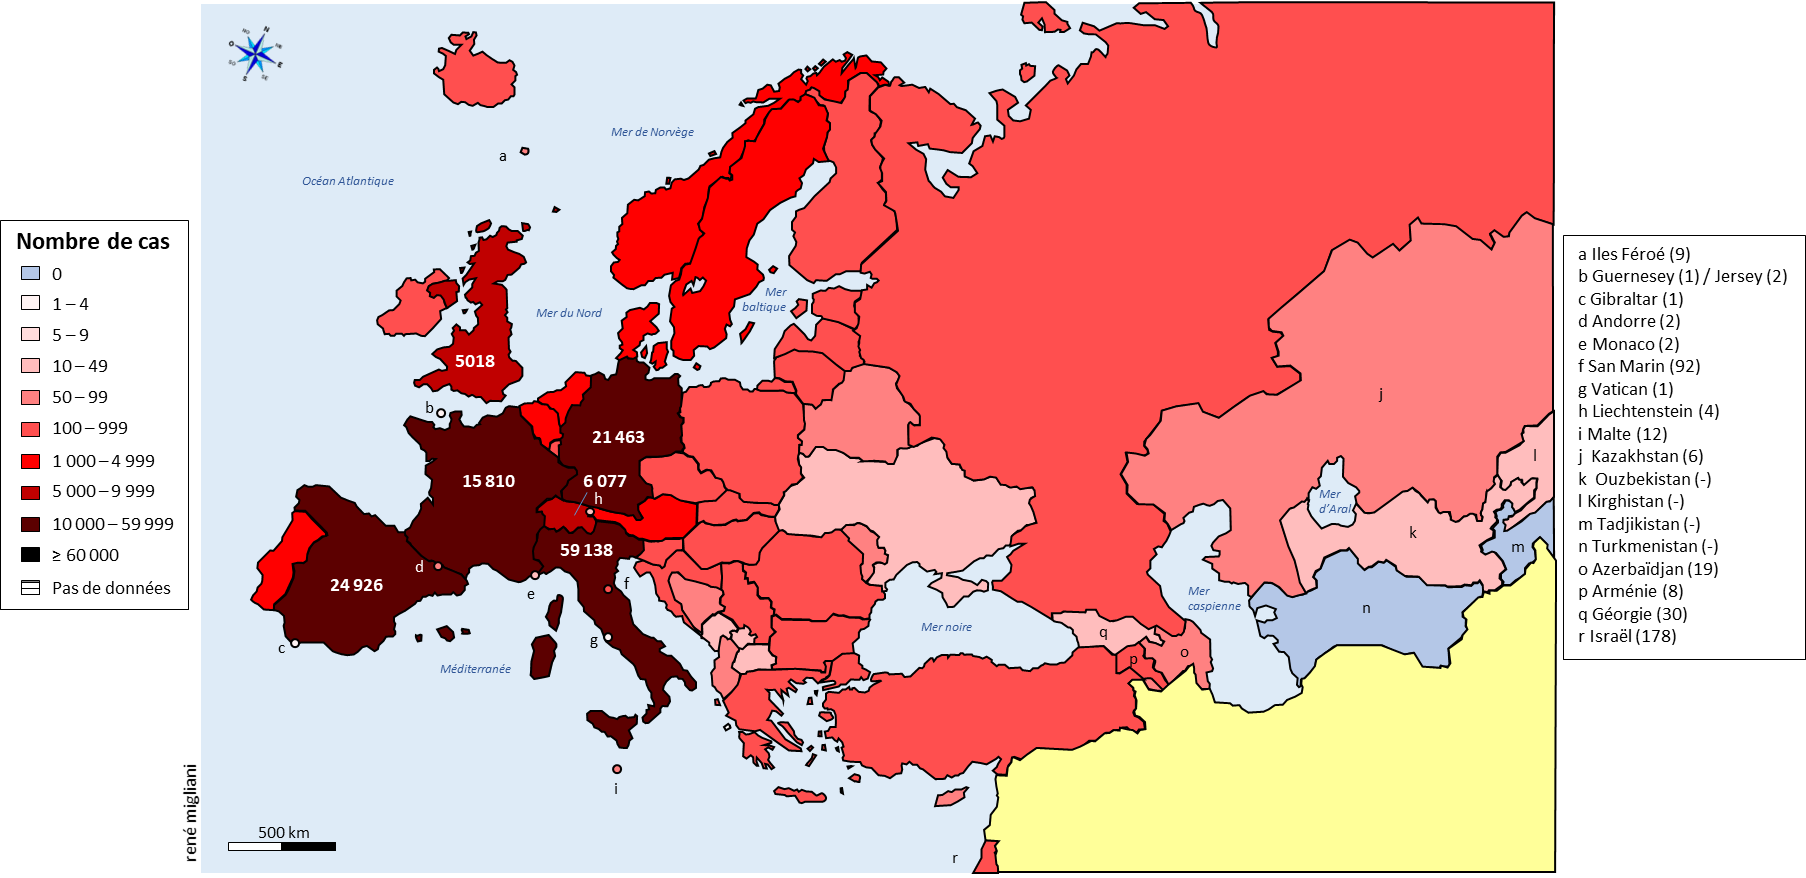 N
NO
NE
O
E
SO
SE
S
Mer de Norvège
a
Océan Atlantique
Nombre de cas
0
1 – 4
5 – 9
10 – 49
50 – 99
100 – 999
1 000 – 4 999
5 000 – 9 999
10 000 – 59 999
≥ 60 000
Pas de données
Mer
baltique
Mer du Nord
5018
b
21 463
15 810
6 077
h
59 138
d
24 926
e
f
g
c
Méditerranée
i
j
l
Mer
d'Aral
k
m
Mer
caspienne
n
Mer noire
q
o
p
r
rené migliani
500 km
a Iles Féroé (9)
b Guernesey (1) / Jersey (2)
c Gibraltar (1)
d Andorre (2)
e Monaco (2)
f San Marin (92)
g Vatican (1)
h Liechtenstein (4)
i Malte (12)
j Kazakhstan (6)
k Ouzbekistan (-)
l Kirghistan (-)
m Tadjikistan (-)
n Turkmenistan (-)
o Azerbaïdjan (19)
p Arménie (8)
q Géorgie (30)
r Israël (178)